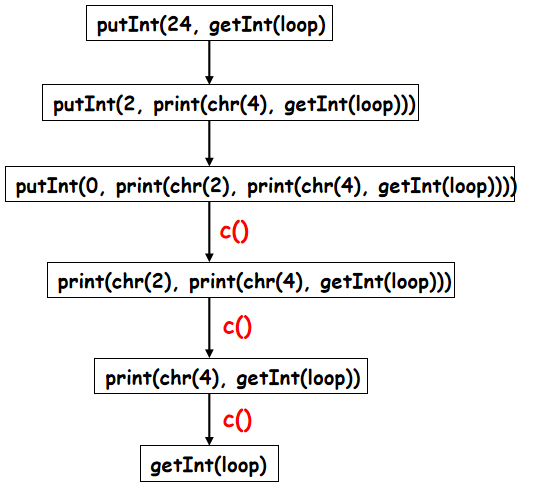 putInt(24, getInt(loop)
putInt(2, print(chr(4), getInt(loop)))
putInt(0, print(chr(2), print(chr(4), getInt(loop))))
c()
print(chr(2), print(chr(4), getInt(loop)))
c()
print(chr(4), getInt(loop))
c()
getInt(loop)